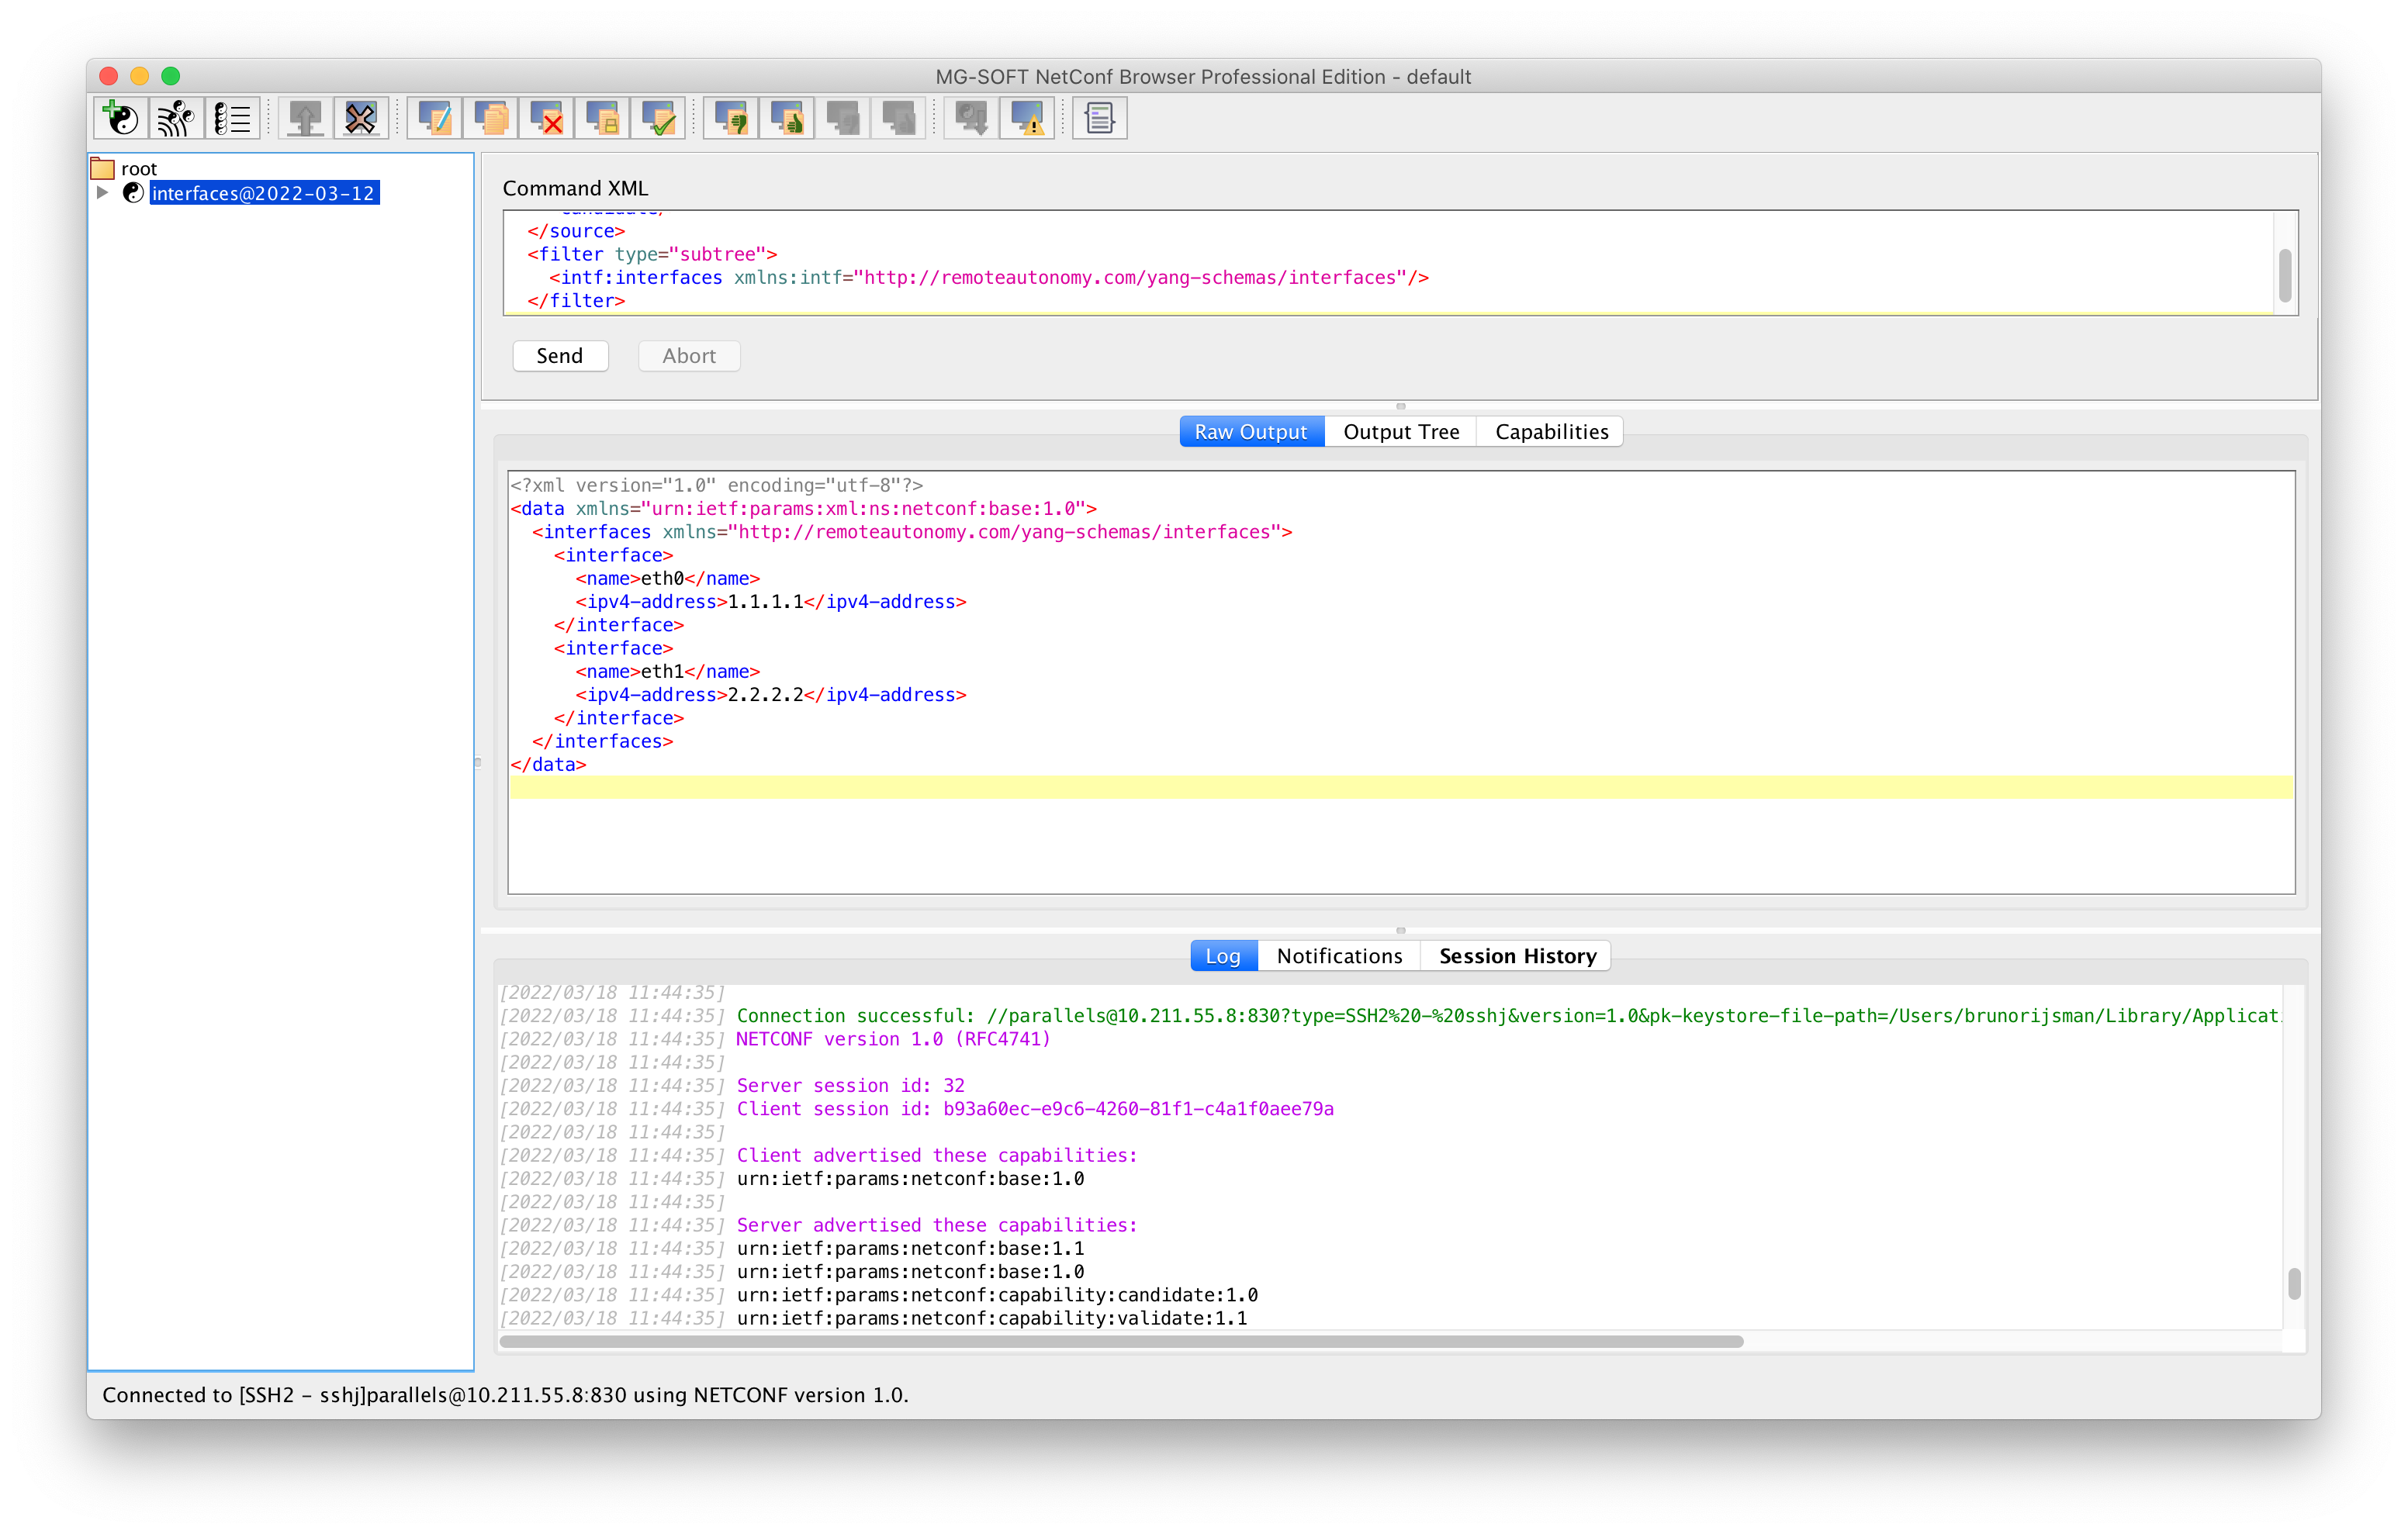 MG-SOFT NetConf Browser Professional Edition - default
root
interfaces@2022-03-12
Command XML
</source>
<filter type="subtree">
<intf:interfaces xmlns:intf="http://remoteautonomy.com/yang-schemas/interfaces"/>
</filter>
Send Abort
Raw Output Output Tree Capabilities
<?xml version="1.0" encoding="utf-8"?>
<data xmlns="urn:ietf:params:xml:ns:netconf:base:1.0">
<interfaces xmlns="http://remoteautonomy.com/yang-schemas/interfaces">
<interface>
<name>eth0</name>
<ipv4-address>1.1.1.1</ipv4-address>
</interface>
<interface>
<name>eth1</name>
<ipv4-address>2.2.2.2</ipv4-address>
</interface>
</interfaces>
</data>
Log Notifications Session History
[2022/03/18 11:44:35]
[2022/03/18 11:44:35] Connection successful: //parallels@10.211.55.8:830?type=SSH2%20-%20sshj&version=1.0&pk-keystore-file-path=/Users/brunorijsman/Library/Applicat
[2022/03/18 11:44:35] NETCONF version 1.0 (RFC4741)
[2022/03/18 11:44:35]
[2022/03/18 11:44:35] Server session id: 32
[2022/03/18 11:44:35] Client session id: b93a60ec-e9c6-4260-81f1-c4a1f0aee79a
[2022/03/18 11:44:35]
[2022/03/18 11:44:35] Client advertised these capabilities:
[2022/03/18 11:44:35] urn:ietf:params:netconf:base:1.0
[2022/03/18 11:44:35]
[2022/03/18 11:44:35] Server advertised these capabilities:
[2022/03/18 11:44:35] urn:ietf:params:netconf:base:1.1
[2022/03/18 11:44:35] urn:ietf:params:netconf:base:1.0
[2022/03/18 11:44:35] urn:ietf:params:netconf:capability:candidate:1.0
[2022/03/18 11:44:35] urn:ietf:params:netconf:capability:validate:1.1
Connected to [SSH2 - sshj]parallels@10.211.55.8:830 using NETCONF version 1.0.